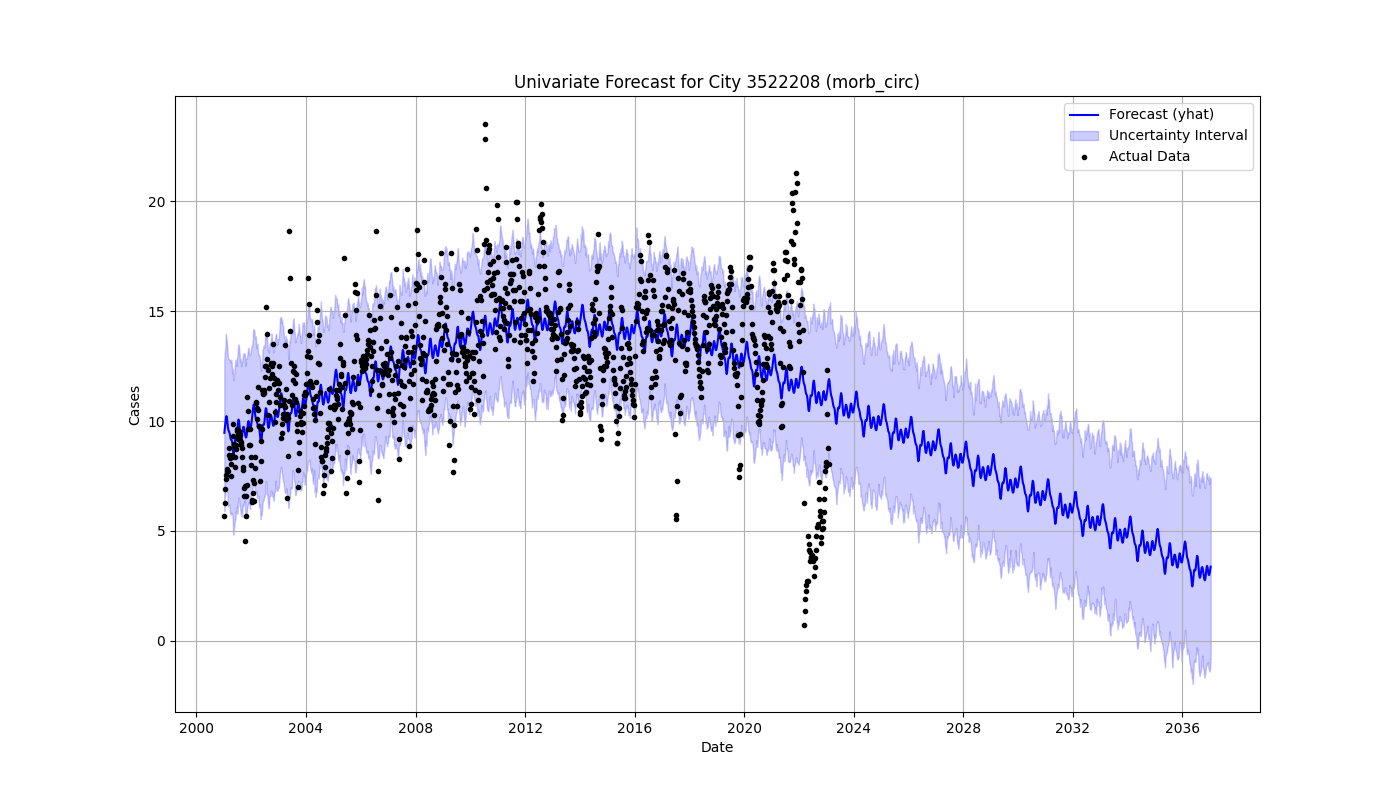 Univariate Forecast for City 3522208 (morb_circ)
Forecast (yhat)
Uncertainty Interval
Actual Data
Cases
20
15
10
5
0
2000 2004 2008 2012 2016 2020 2024 2028 2032 2036
Date